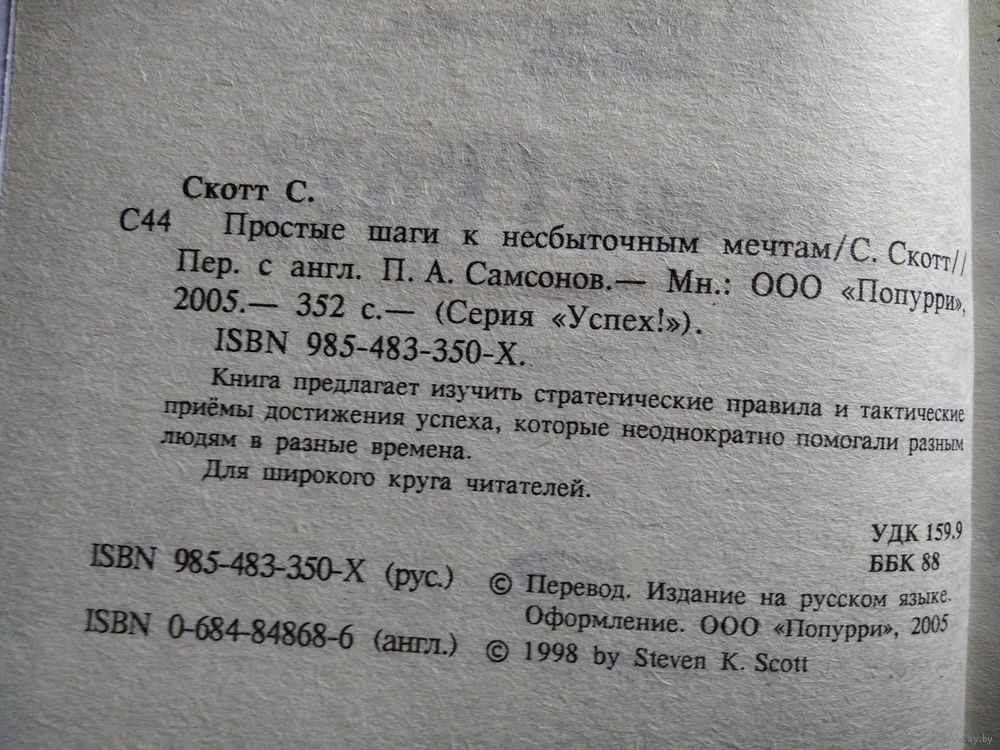 Скотт С.
С44 Простые шаги к несбыточным мечтам/С. Скотт//
Пер. с англ. П. А. Самсонов.— Мн.: ООО «Попурри»,
2005.— 352 с.— (Серия «Успех!»).
ISBN 985-483-350-X.
Книга предлагает изучить стратегические правила и тактические
приёмы достижения успеха, которые неоднократно помогали разным
людям в разные времена.
Для широкого круга читателей.
УДК 159.9
ББК 88
ISBN 985-483-350-X (рус.)
© Перевод. Издание на русском языке.
Оформление. ООО «Попурри», 2005
ISBN 0-684-84868-6 (англ.)
© 1998 by Steven K. Scott
www.ay.by